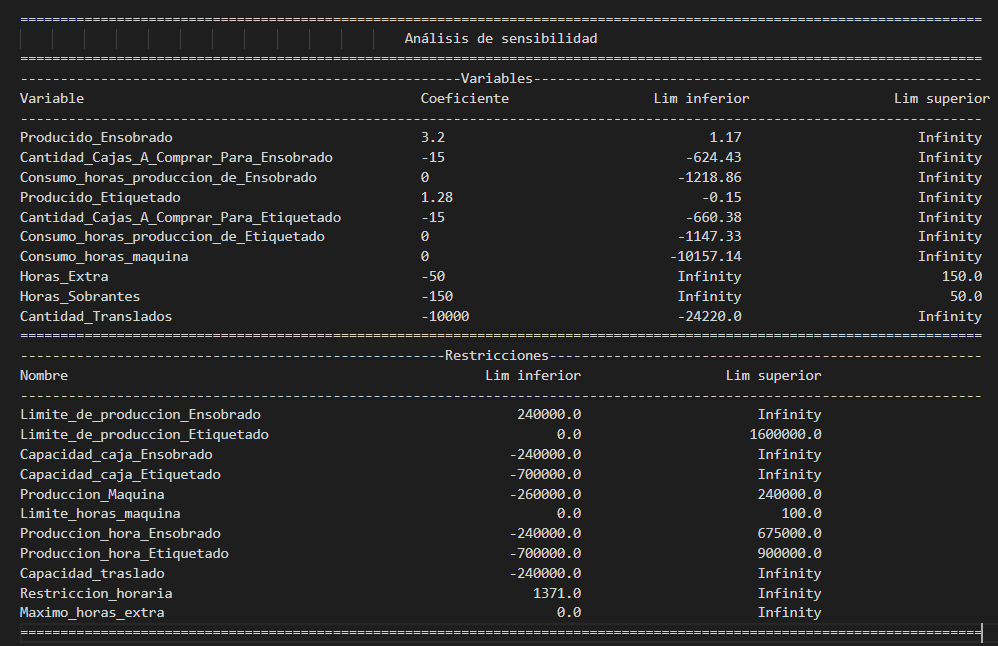 ========================================================================================================================
Análisis de sensibilidad
========================================================================================================================
-------------------------------------------------------Variables--------------------------------------------------------
Variable Coeficiente Lim inferior Lim superior
------------------------------------------------------------------------------------------------------------------------
Producido_Ensobrado 3.2 1.17 Infinity
Cantidad_Cajas_A_Comprar_Para_Ensobrado -15 -624.43 Infinity
Consumo_horas_produccion_de_Ensobrado 0 -1218.86 Infinity
Producido_Etiquetado 1.28 -0.15 Infinity
Cantidad_Cajas_A_Comprar_Para_Etiquetado -15 -660.38 Infinity
Consumo_horas_produccion_de_Etiquetado 0 -1147.33 Infinity
Consumo_horas_maquina 0 -10157.14 Infinity
Horas_Extra -50 Infinity 150.0
Horas_Sobrantes -150 Infinity 50.0
Cantidad_Translados -10000 -24220.0 Infinity
========================================================================================================================
-----------------------------------------------------Restricciones------------------------------------------------------
Nombre Lim inferior Lim superior
------------------------------------------------------------------------------------------------------------------------
Limite_de_produccion_Ensobrado 240000.0 Infinity
Limite_de_produccion_Etiquetado 0.0 1600000.0
Capacidad_caja_Ensobrado -240000.0 Infinity
Capacidad_caja_Etiquetado -700000.0 Infinity
Produccion_Maquina -260000.0 240000.0
Limite_horas_maquina 0.0 100.0
Produccion_hora_Ensobrado -240000.0 675000.0
Produccion_hora_Etiquetado -700000.0 900000.0
Capacidad_traslado -240000.0 Infinity
Restriccion_horaria 1371.0 Infinity
Maximo_horas_extra 0.0 Infinity
========================================================================================================================